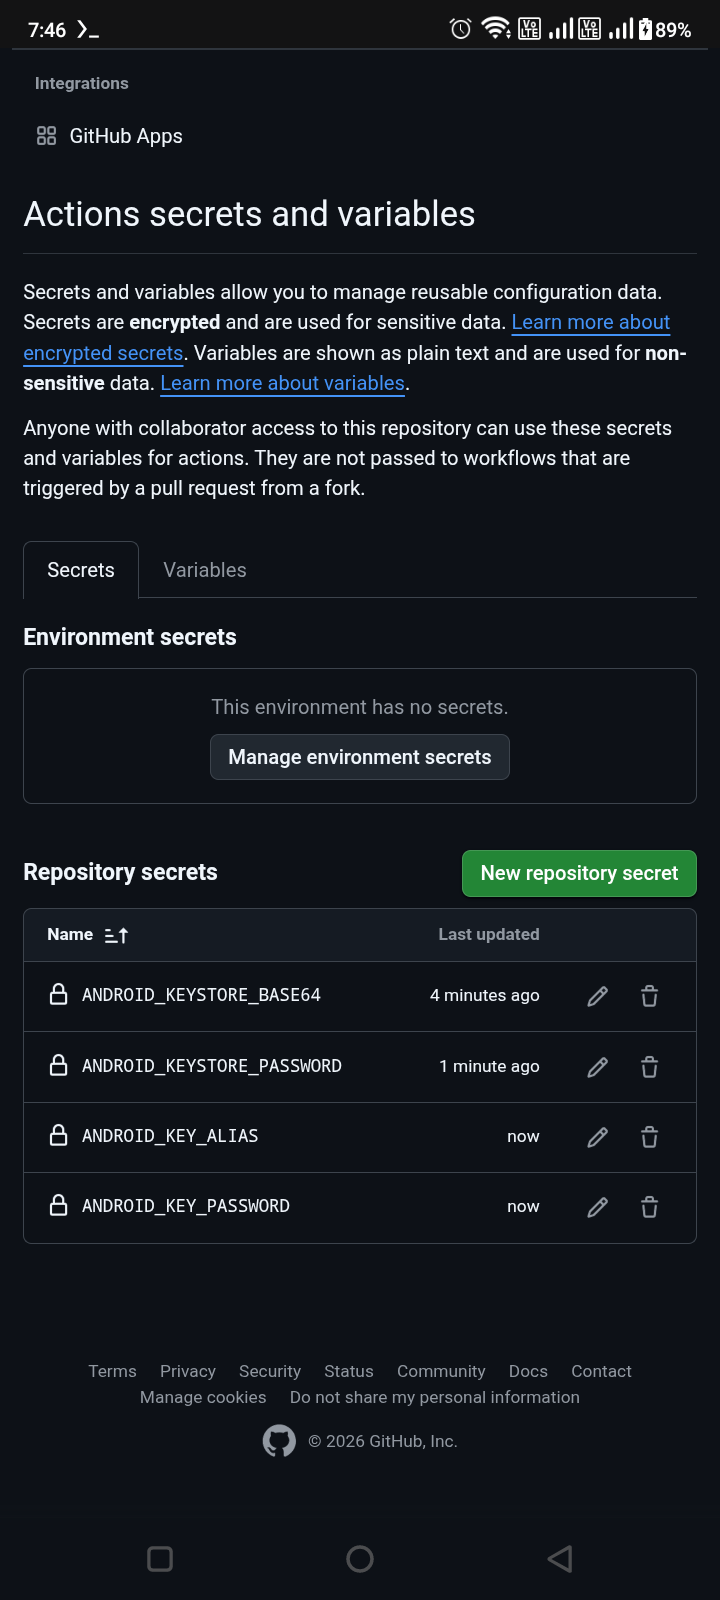 7:46
Vo LTE
Vo LTE
89%
Integrations
GitHub Apps
Actions secrets and variables
Secrets and variables allow you to manage reusable configuration data.
Secrets are encrypted and are used for sensitive data. Learn more about
encrypted secrets. Variables are shown as plain text and are used for non-
sensitive data. Learn more about variables.
Anyone with collaborator access to this repository can use these secrets
and variables for actions. They are not passed to workflows that are
triggered by a pull request from a fork.
Secrets Variables
Environment secrets
This environment has no secrets.
Manage environment secrets
Repository secrets New repository secret
Name Last updated
ANDROID_KEYSTORE_BASE64 4 minutes ago
ANDROID_KEYSTORE_PASSWORD 1 minute ago
ANDROID_KEY_ALIAS now
ANDROID_KEY_PASSWORD now
Terms Privacy Security Status Community Docs Contact
Manage cookies Do not share my personal information
© 2026 GitHub, Inc.